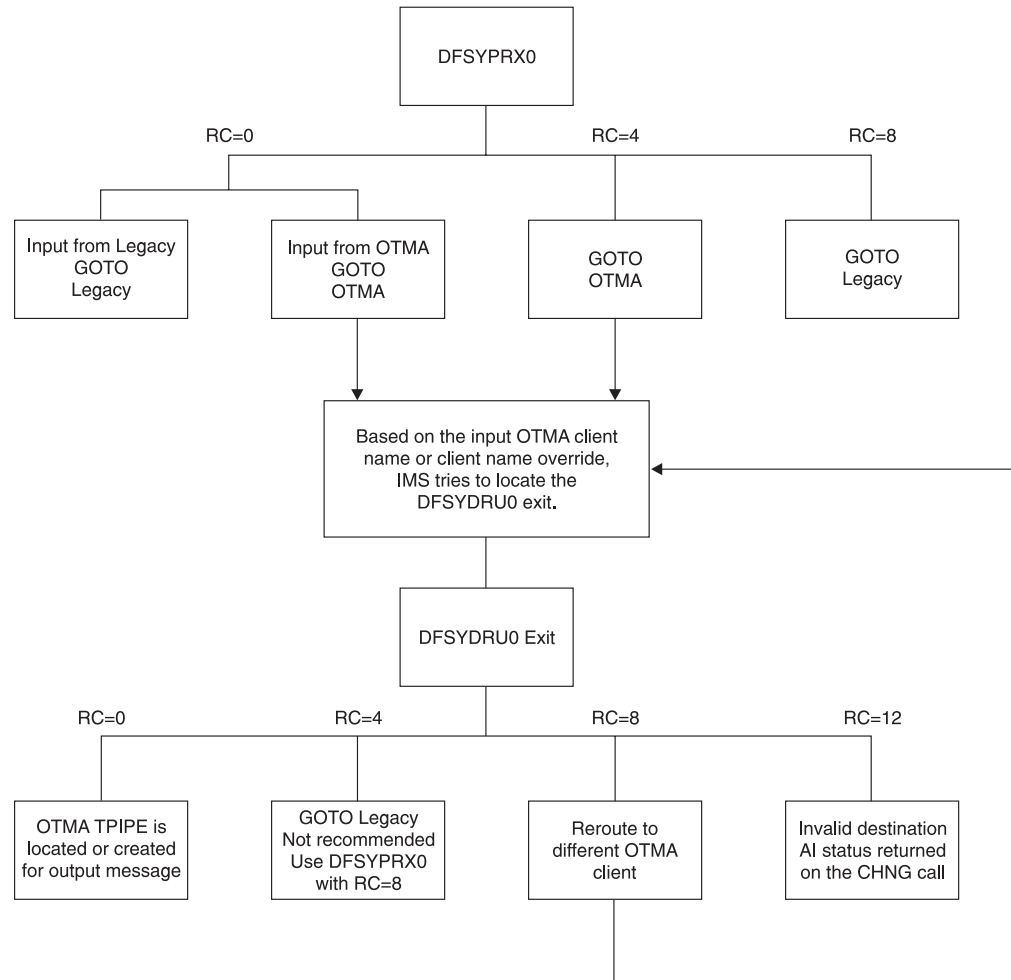 DFSYPRX0
RC=0
RC=4
RC=8
Input from Legacy
GOTO
Legacy
Input from OTMA
GOTO
OTMA
GOTO
OTMA
GOTO
Legacy
Based on the input OTMA client
name or client name override,
IMS tries to locate the
DFSYDRU0 exit.
DFSYDRU0 Exit
RC=0
RC=4
RC=8
RC=12
OTMA TPIPE is
located or created
for output message
GOTO Legacy
Not recommended
Use DFSYPRX0
with RC=8
Reroute to
different OTMA
client
Invalid destination
AI status returned
on the CHNG call